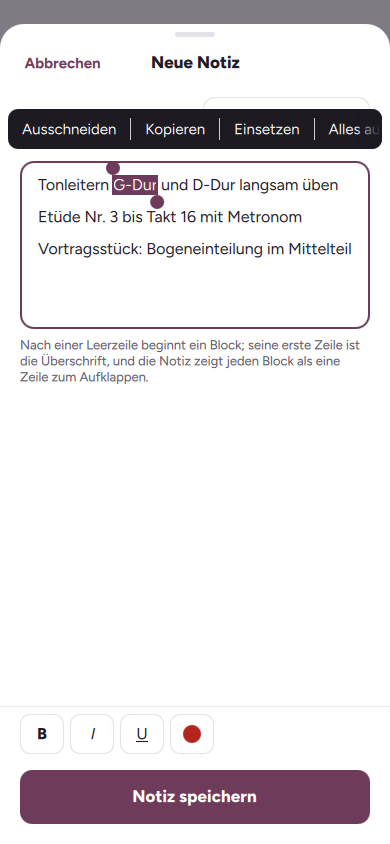 Abbrechen
Neue Notiz
Ausschneiden
Kopieren
Einsetzen
Alles au
Tonleitern G-Dur und D-Dur langsam üben
Etüde Nr. 3 bis Takt 16 mit Metronom
Vortragsstück: Bogeneinteilung im Mittelteil
Nach einer Leerzeile beginnt ein Block; seine erste Zeile ist
die Überschrift, und die Notiz zeigt jeden Block als eine
Zeile zum Aufklappen.
B
I
U
Notiz speichern